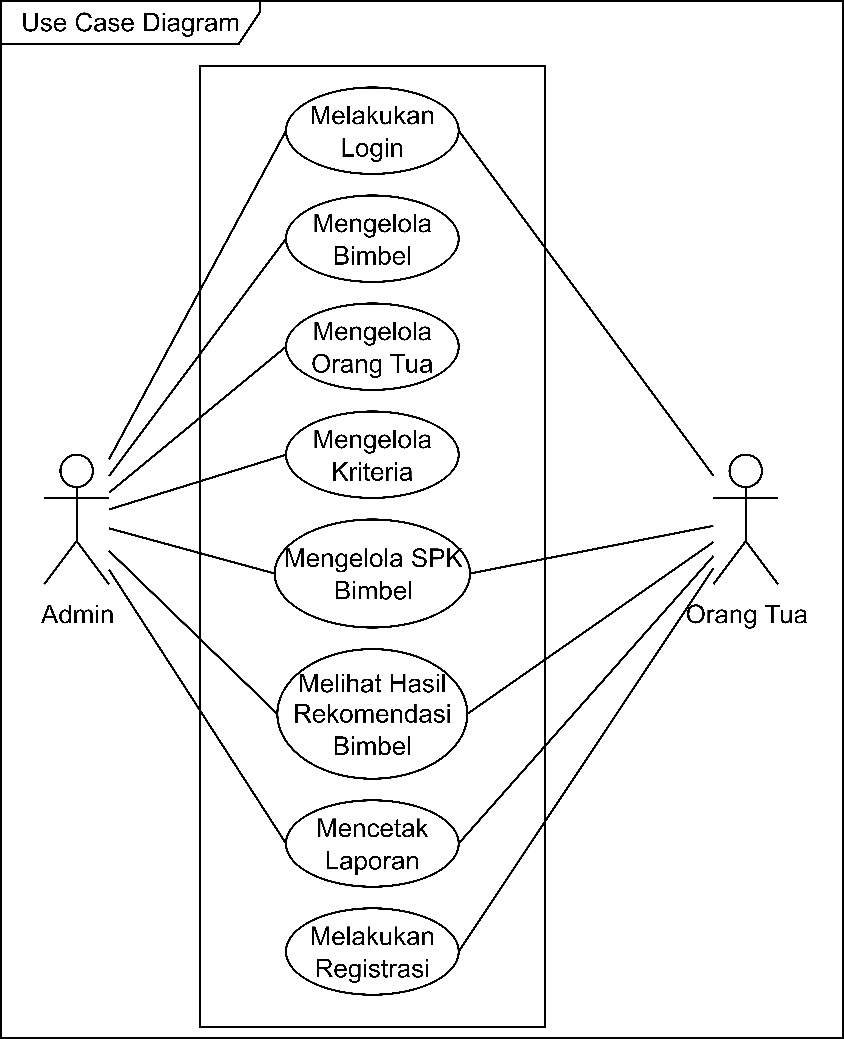 Use Case Diagram
Melakukan
Login
Mengelola
Bimbel
Mengelola
Orang Tua
Mengelola
Kriteria
Mengelola SPK
Bimbel
Admin
Orang Tua
Melihat Hasil
Rekomendasi
Bimbel
Mencetak
Laporan
Melakukan
Registrasi